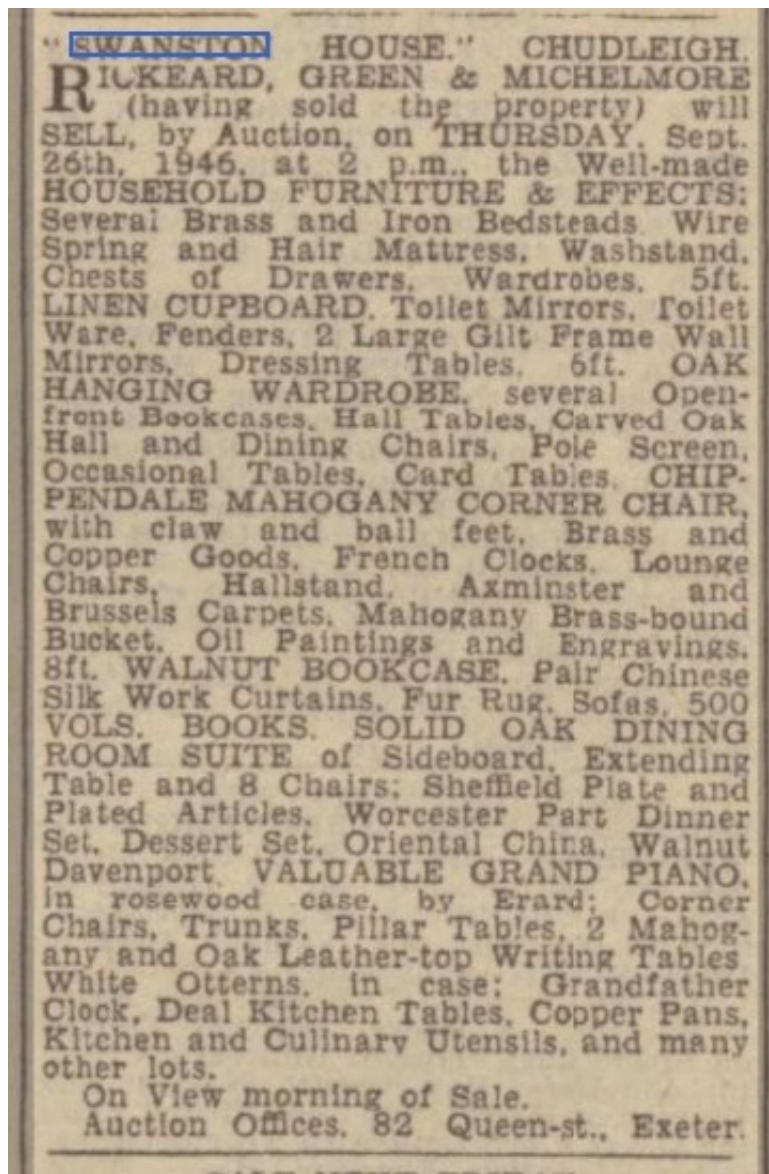 "SWANSTON HOUSE." CHUDLEIGH.
RICKEARD, GREEN & MICHELMORE
(having sold the property) will
SELL, by Auction, on THURSDAY, Sept.
26th, 1946, at 2 p.m., the Well-made
HOUSEHOLD FURNITURE & EFFECTS:
Several Brass and Iron Bedsteads. Wire
Spring and Hair Mattress, Washstand,
Chests of Drawers, Wardrobes, 5ft.
LINEN CUPBOARD, Toilet Mirrors, Toilet
Ware, Fenders, 2 Large Gilt Frame Wall
Mirrors, Dressing Tables, 6ft. OAK
HANGING WARDROBE, several Open-
front Bookcases, Hall Tables, Carved Oak
Hall and Dining Chairs, Pole Screen,
Occasional Tables, Card Tables, CHIP-
PENDALE MAHOGANY CORNER CHAIR,
with claw and ball feet, Brass and
Copper Goods, French Clocks, Lounge
Chairs, Hallstand, Axminster and
Brussels Carpets, Mahogany Brass-bound
Bucket, Oil Paintings and Engravings,
8ft. WALNUT BOOKCASE, Pair Chinese
Silk Work Curtains, Fur Rug, Sofas, 500
VOLS. BOOKS, SOLID OAK DINING
ROOM SUITE of Sideboard, Extending
Table and 8 Chairs; Sheffield Plate and
Plated Articles, Worcester Part Dinner
Set, Dessert Set, Oriental China, Walnut
Davenport, VALUABLE GRAND PIANO,
in rosewood case, by Erard; Corner
Chairs, Trunks, Pillar Tables, 2 Mahog-
any and Oak Leather-top Writing Tables
White Otterns, in case; Grandfather
Clock, Deal Kitchen Tables, Copper Pans,
Kitchen and Culinary Utensils, and many
other lots.
On View morning of Sale.
Auction Offices, 82 Queen-st., Exeter.